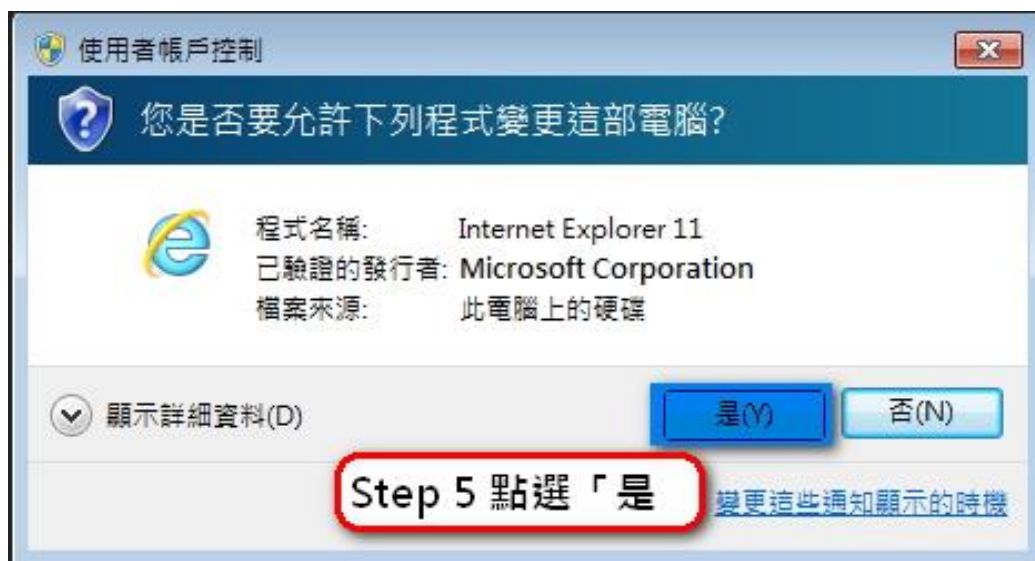 使用者帳戶控制
您是否要允許下列程式變更這部電腦?
程式名稱: Internet Explorer 11
已驗證的發行者: Microsoft Corporation
檔案來源: 此電腦上的硬碟
顯示詳細資料(D)
是(Y)
否(N)
Step 5 點選「是
變更這些通知顯示的時機